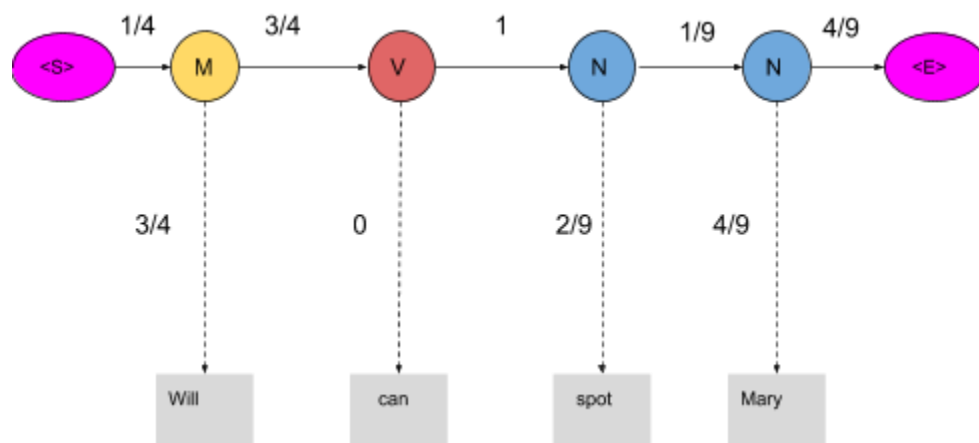 1/4 3/4 1 1/9 4/9
<S> M V N N <E>
3/4 0 2/9 4/9
Will can spot Mary